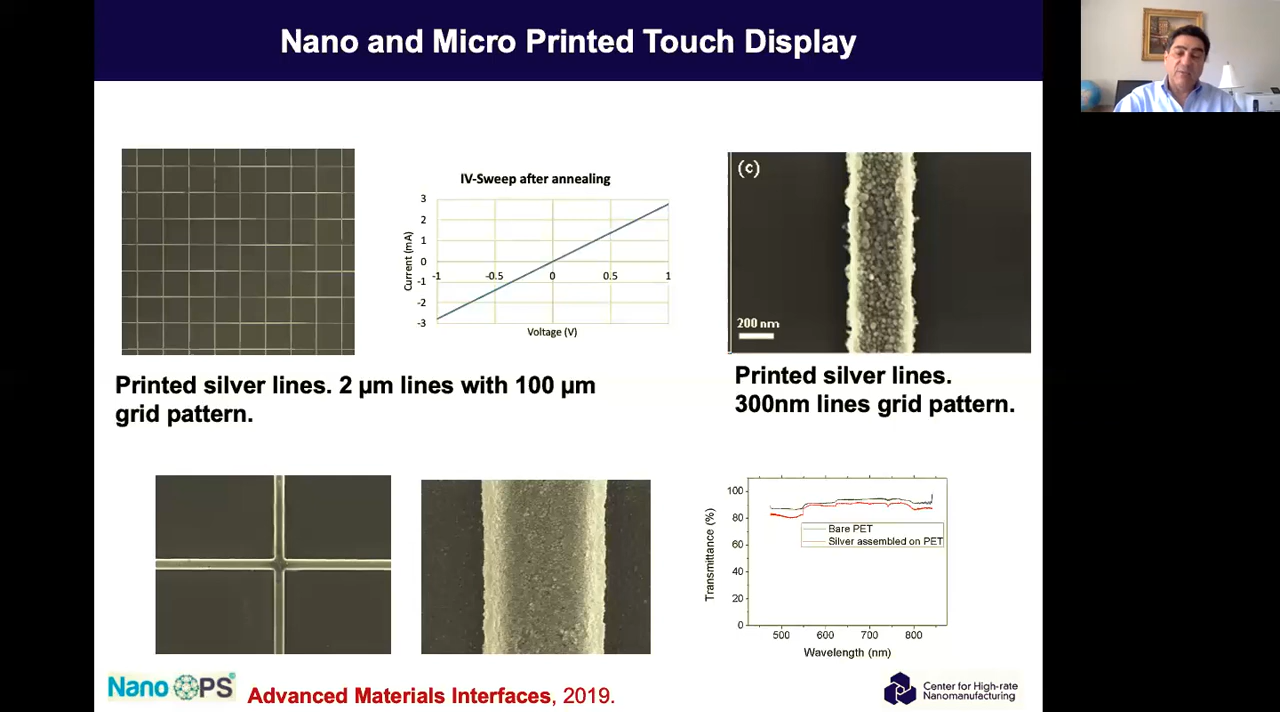 Nano and Micro Printed Touch Display
IV-Sweep after annealing
Current (mA)
3
2
1
0
-1
-2
-3
-1
-0.5
0
0.5
1
Voltage (V)
(c)
200 nm
Printed silver lines. 2 µm lines with 100 µm
grid pattern.
Printed silver lines.
300nm lines grid pattern.
Transmittance (%)
100
80
60
40
20
0
Bare PET
Silver assembled on PET
500
600
700
800
Wavelength (nm)
Nano OPS
Advanced Materials Interfaces, 2019.
Center for High-rate
Nanomanufacturing